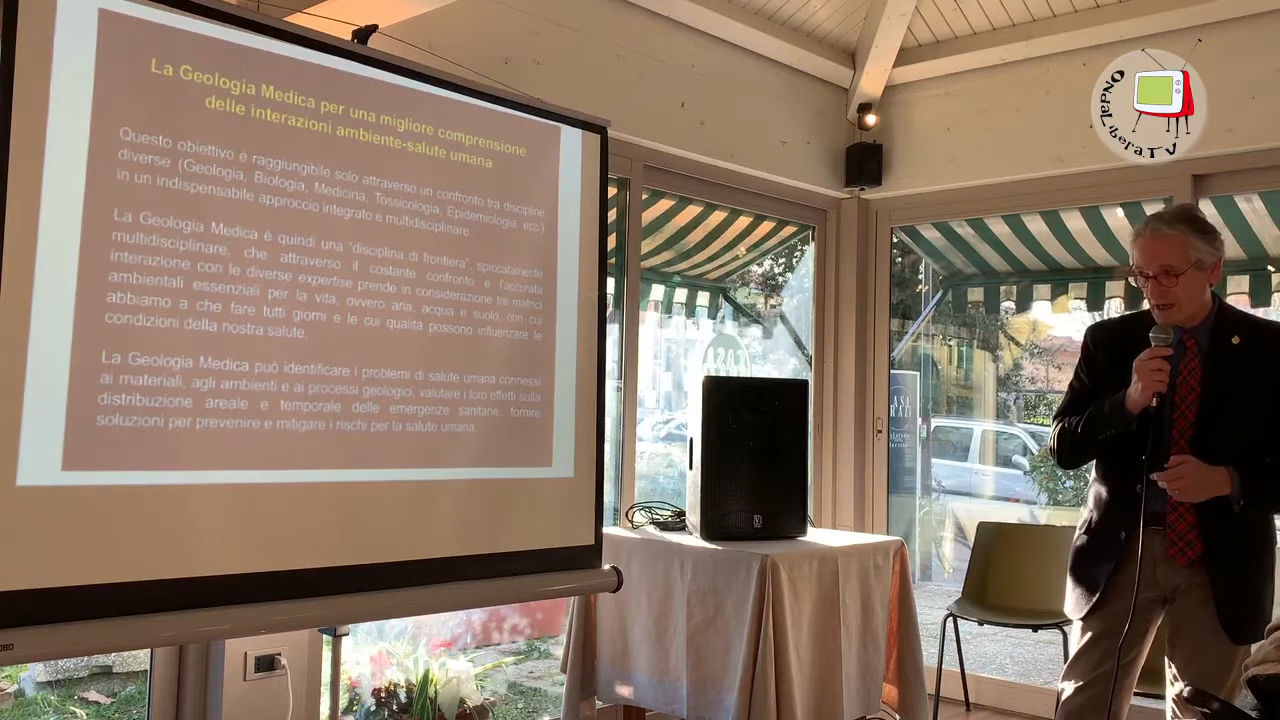 La Geologia Medica per una migliore comprensione
delle interazioni ambiente-salute umana
Questo obiettivo è raggiungibile solo attraverso un confronto tra discipline
diverse (Geologia, Biologia, Medicina, Tossicologia, Epidemiologia, ecc.)
in un indispensabile approccio integrato e multidisciplinare.
La Geologia Medica è quindi una "disciplina di frontiera", spiccatamente
multidisciplinare, che attraverso il costante confronto e l'accurata
interazione con le diverse expertise prende in considerazione tre matrici
ambientali essenziali per la vita, ovvero aria, acqua e suolo, con cui
abbiamo a che fare tutti giorni e le cui qualità possono influenzare le
condizioni della nostra salute.
La Geologia Medica può identificare i problemi di salute umana connessi
ai materiali, agli ambienti e ai processi geologici, valutare i loro effetti sulla
distribuzione areale e temporale delle emergenze sanitarie, fornire
soluzioni per prevenire e mitigare i rischi per la salute umana.
OndaLibera.TV
CASA